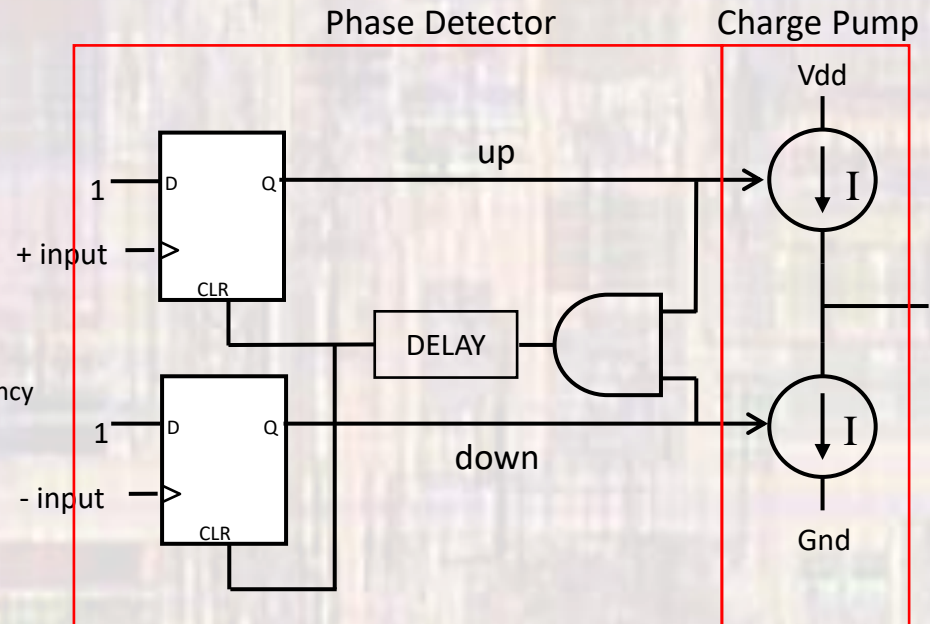 Phase Detector
Charge Pump
Vdd
up
1
D
Q
I
+ input
CLR
DELAY
ncy
1
D
Q
I
down
- input
CLR
Gnd